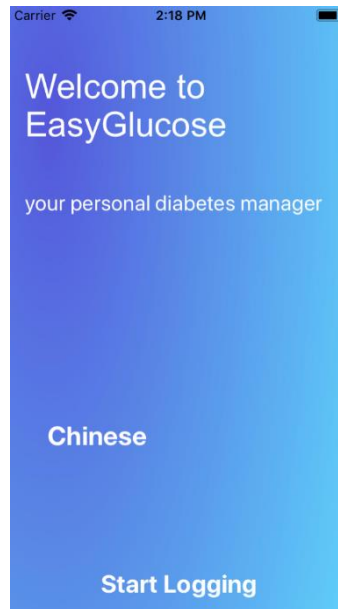 Carrier 2:18 PM
Welcome to
EasyGlucose
your personal diabetes manager
Chinese
Start Logging